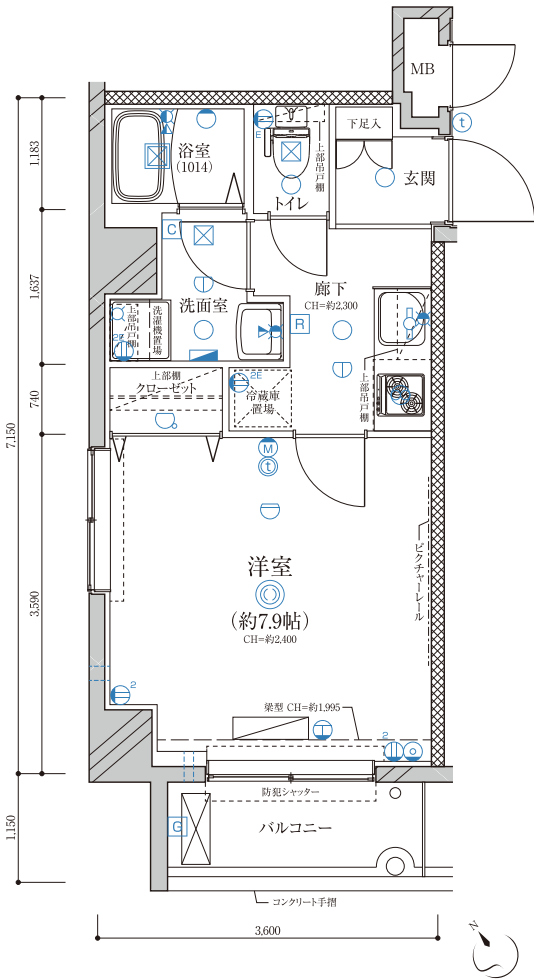 MB
t
下足入
浴室
(1014)
E
上部吊戸棚
トイレ
玄関
1,183
C
廊下
CH=約2,300
洗面室
R
1,637
上部吊戸棚
洗濯機置場
2E
上部吊戸棚
上部棚
クローゼット
2E
冷蔵庫
置場
740
7,150
M
t
洋室
(約7.9帖)
CH=約2,400
ピクチャーレール
3,590
2
梁型 CH=約1,995
2
防犯シャッター
G
バルコニー
1,150
コンクリート手摺
3,600
N